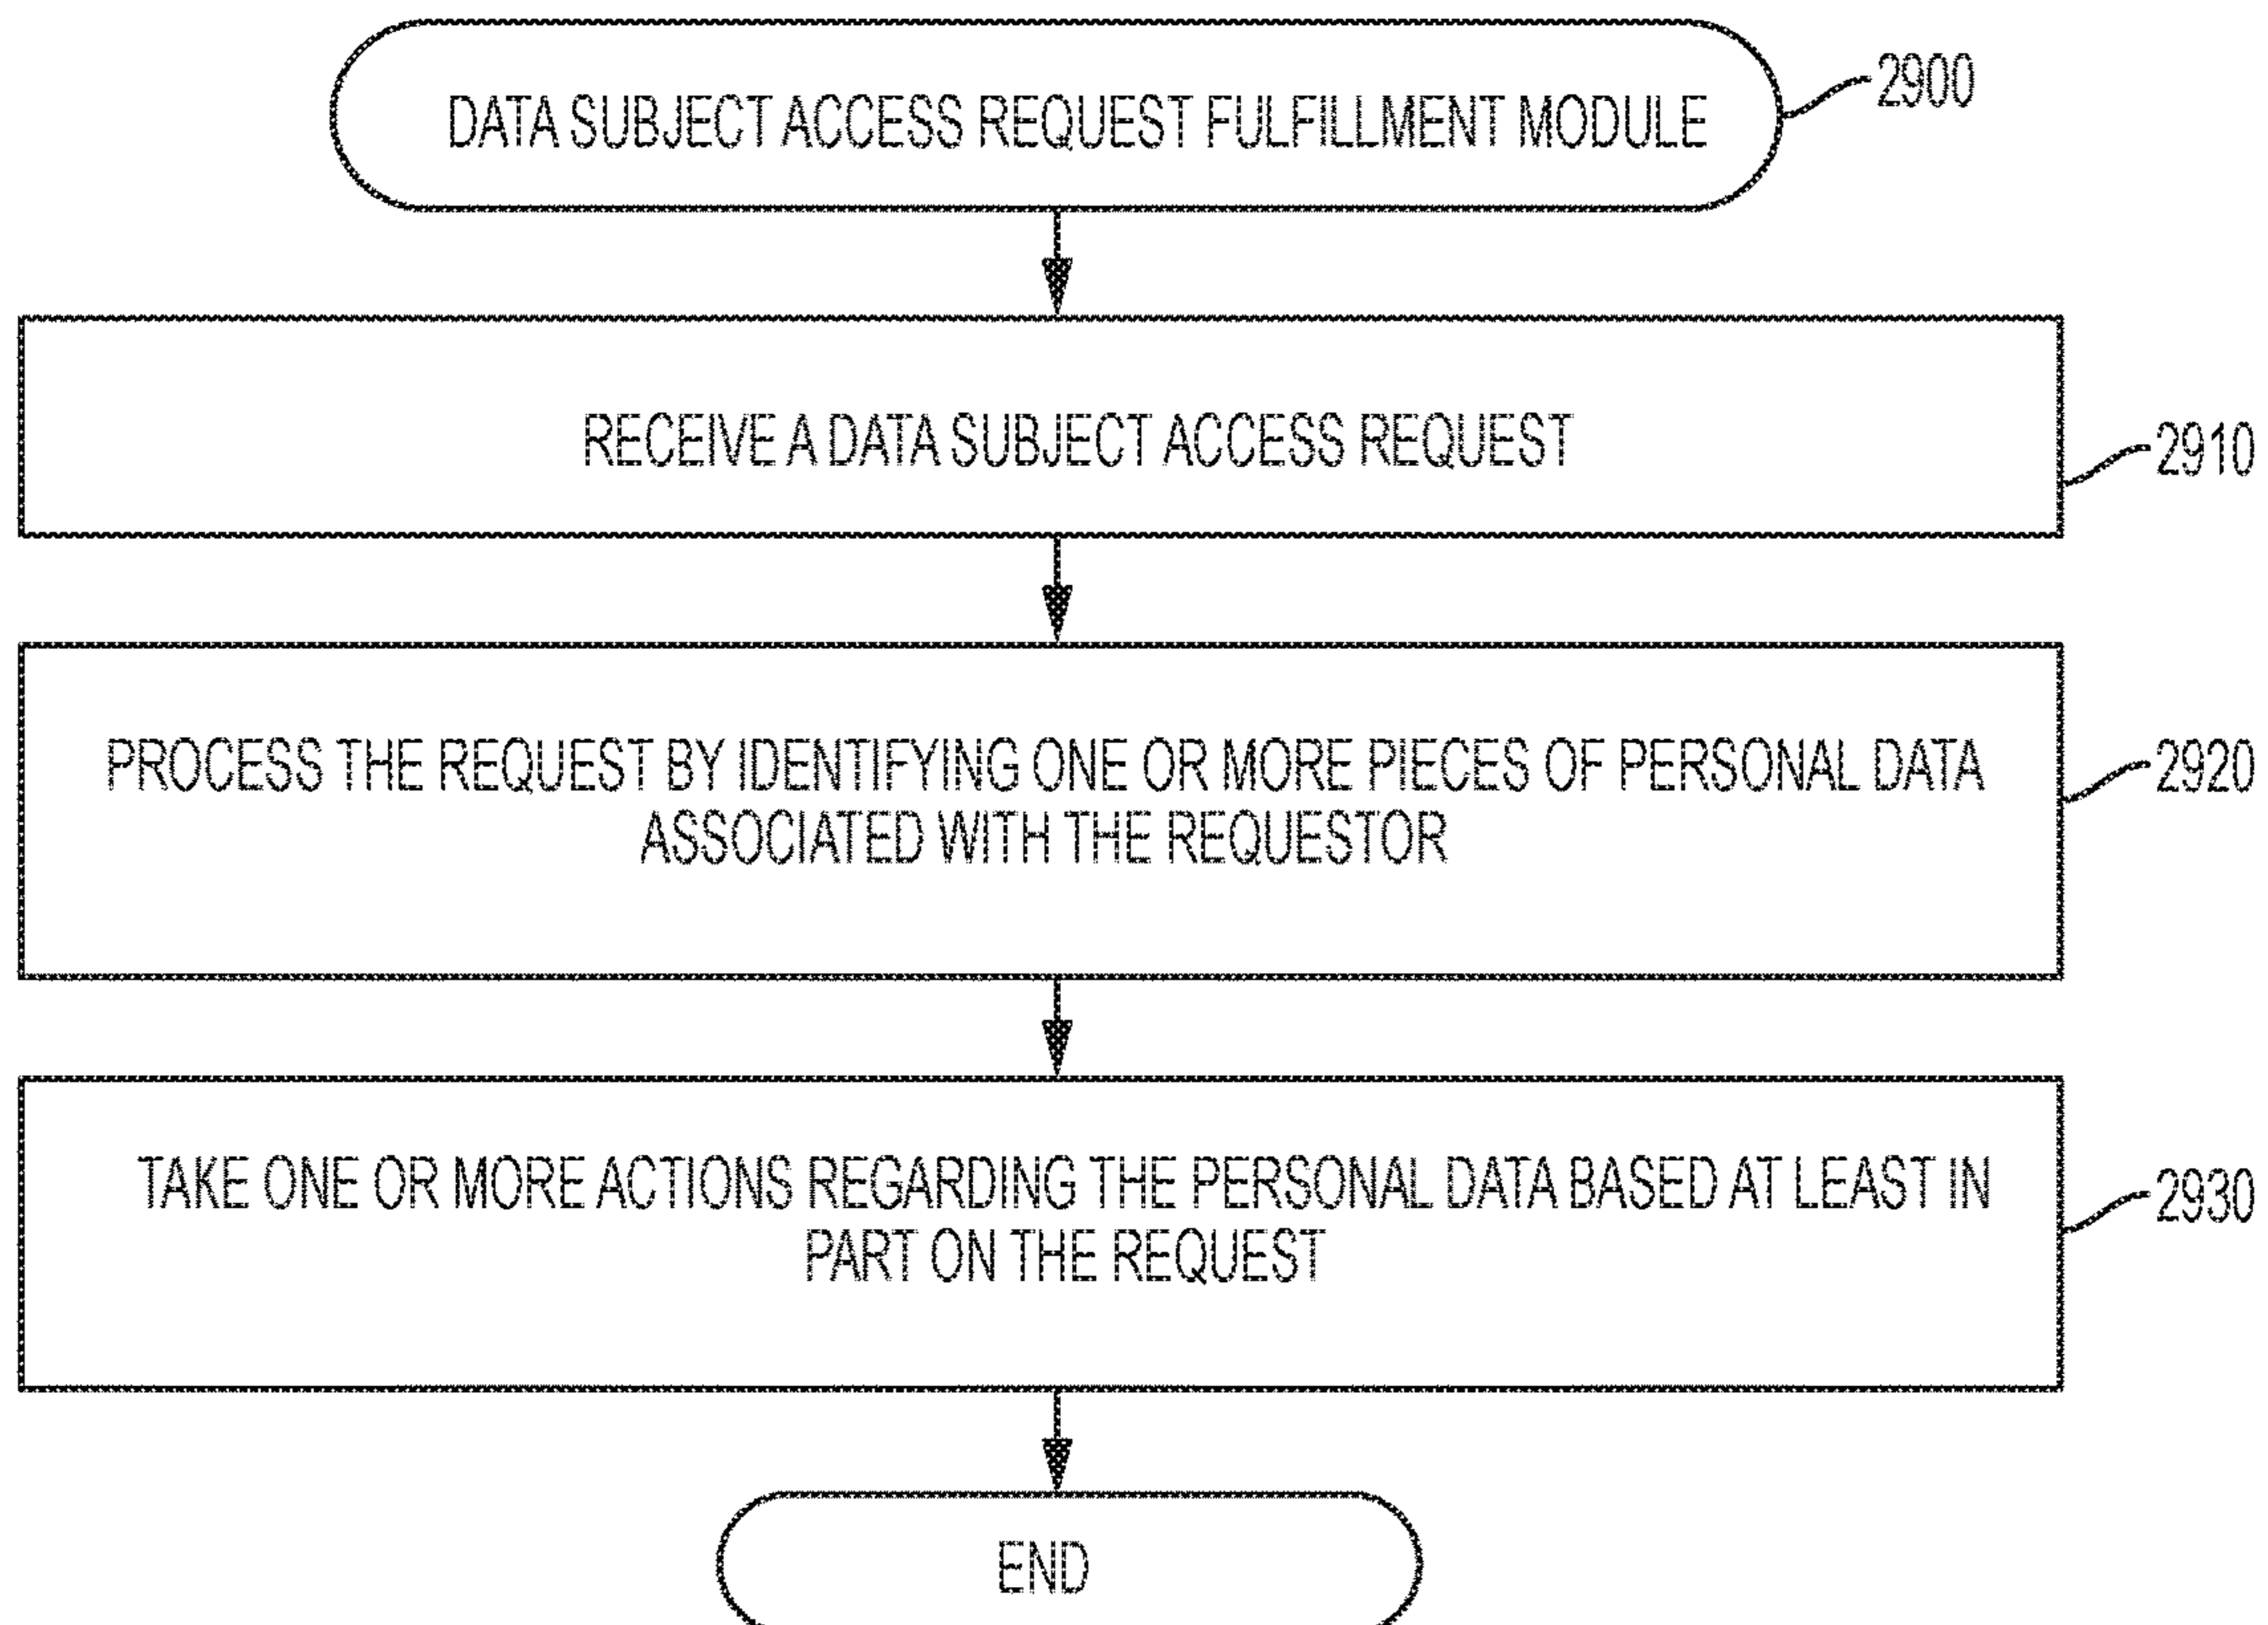 DATA SUBJECT ACCESS REQUEST FULFILLMENT MODULE
2900
RECEIVE A DATA SUBJECT ACCESS REQUEST
2910
PROCESS THE REQUEST BY IDENTIFYING ONE OR MORE PIECES OF PERSONAL DATA
ASSOCIATED WITH THE REQUESTOR
2920
TAKE ONE OR MORE ACTIONS REGARDING THE PERSONAL DATA BASED AT LEAST IN
PART ON THE REQUEST
2930
END